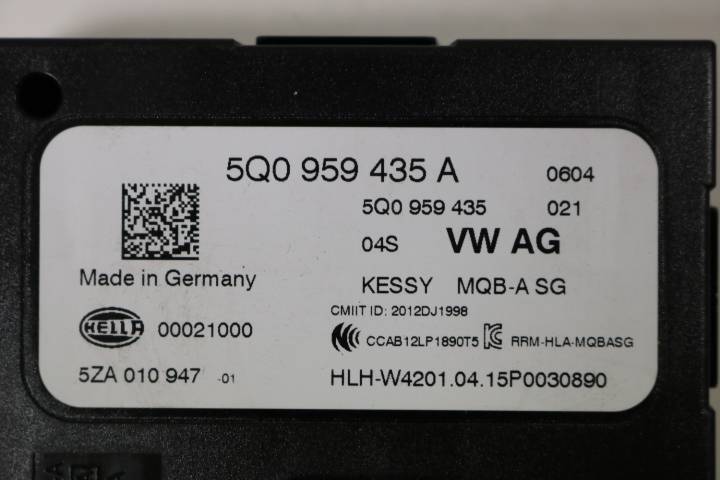 5Q0 959 435 A 0604
5Q0 959 435 021
04S VW AG
Made in Germany KESSY MQB-A SG
CMIIT ID: 2012DJ1998
HELLA 00021000 CCAB12LP1890T5 RRM-HLA-MQBASG
5ZA 010 947 -01 HLH-W4201.04.15P0030890